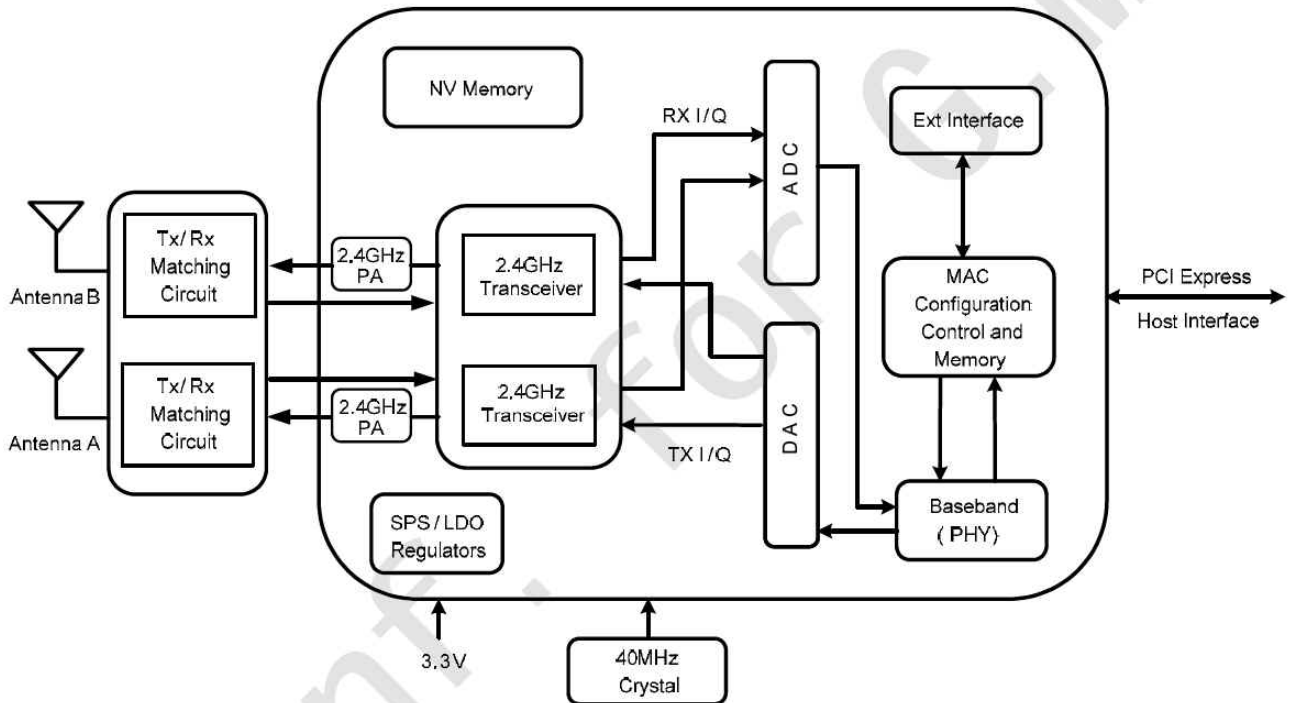 NV Memory
RX I/Q
ADC
Ext Interface
Tx/Rx
Matching
Circuit
2.4GHz
PA
2.4GHz
Transceiver
Antenna B
MAC
Configuration
Control and
Memory
PCI Express
Host Interface
Tx/Rx
Matching
Circuit
2.4GHz
PA
2.4GHz
Transceiver
Antenna A
DAC
TX I/Q
SPS/LDO
Regulators
Baseband
(PHY)
3.3V
40MHz
Crystal
nf. for G.M